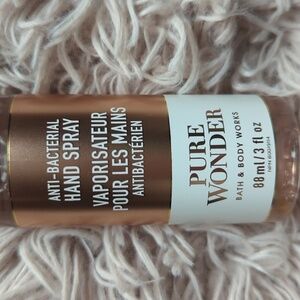 ANTI-BACTERIAL
HAND SPRAY
VAPORISATEUR
POUR LES MAINS
ANTIBACTÉRIEN
PURE
WONDER
BATH & BODY WORKS
88 ml/3 fl oz